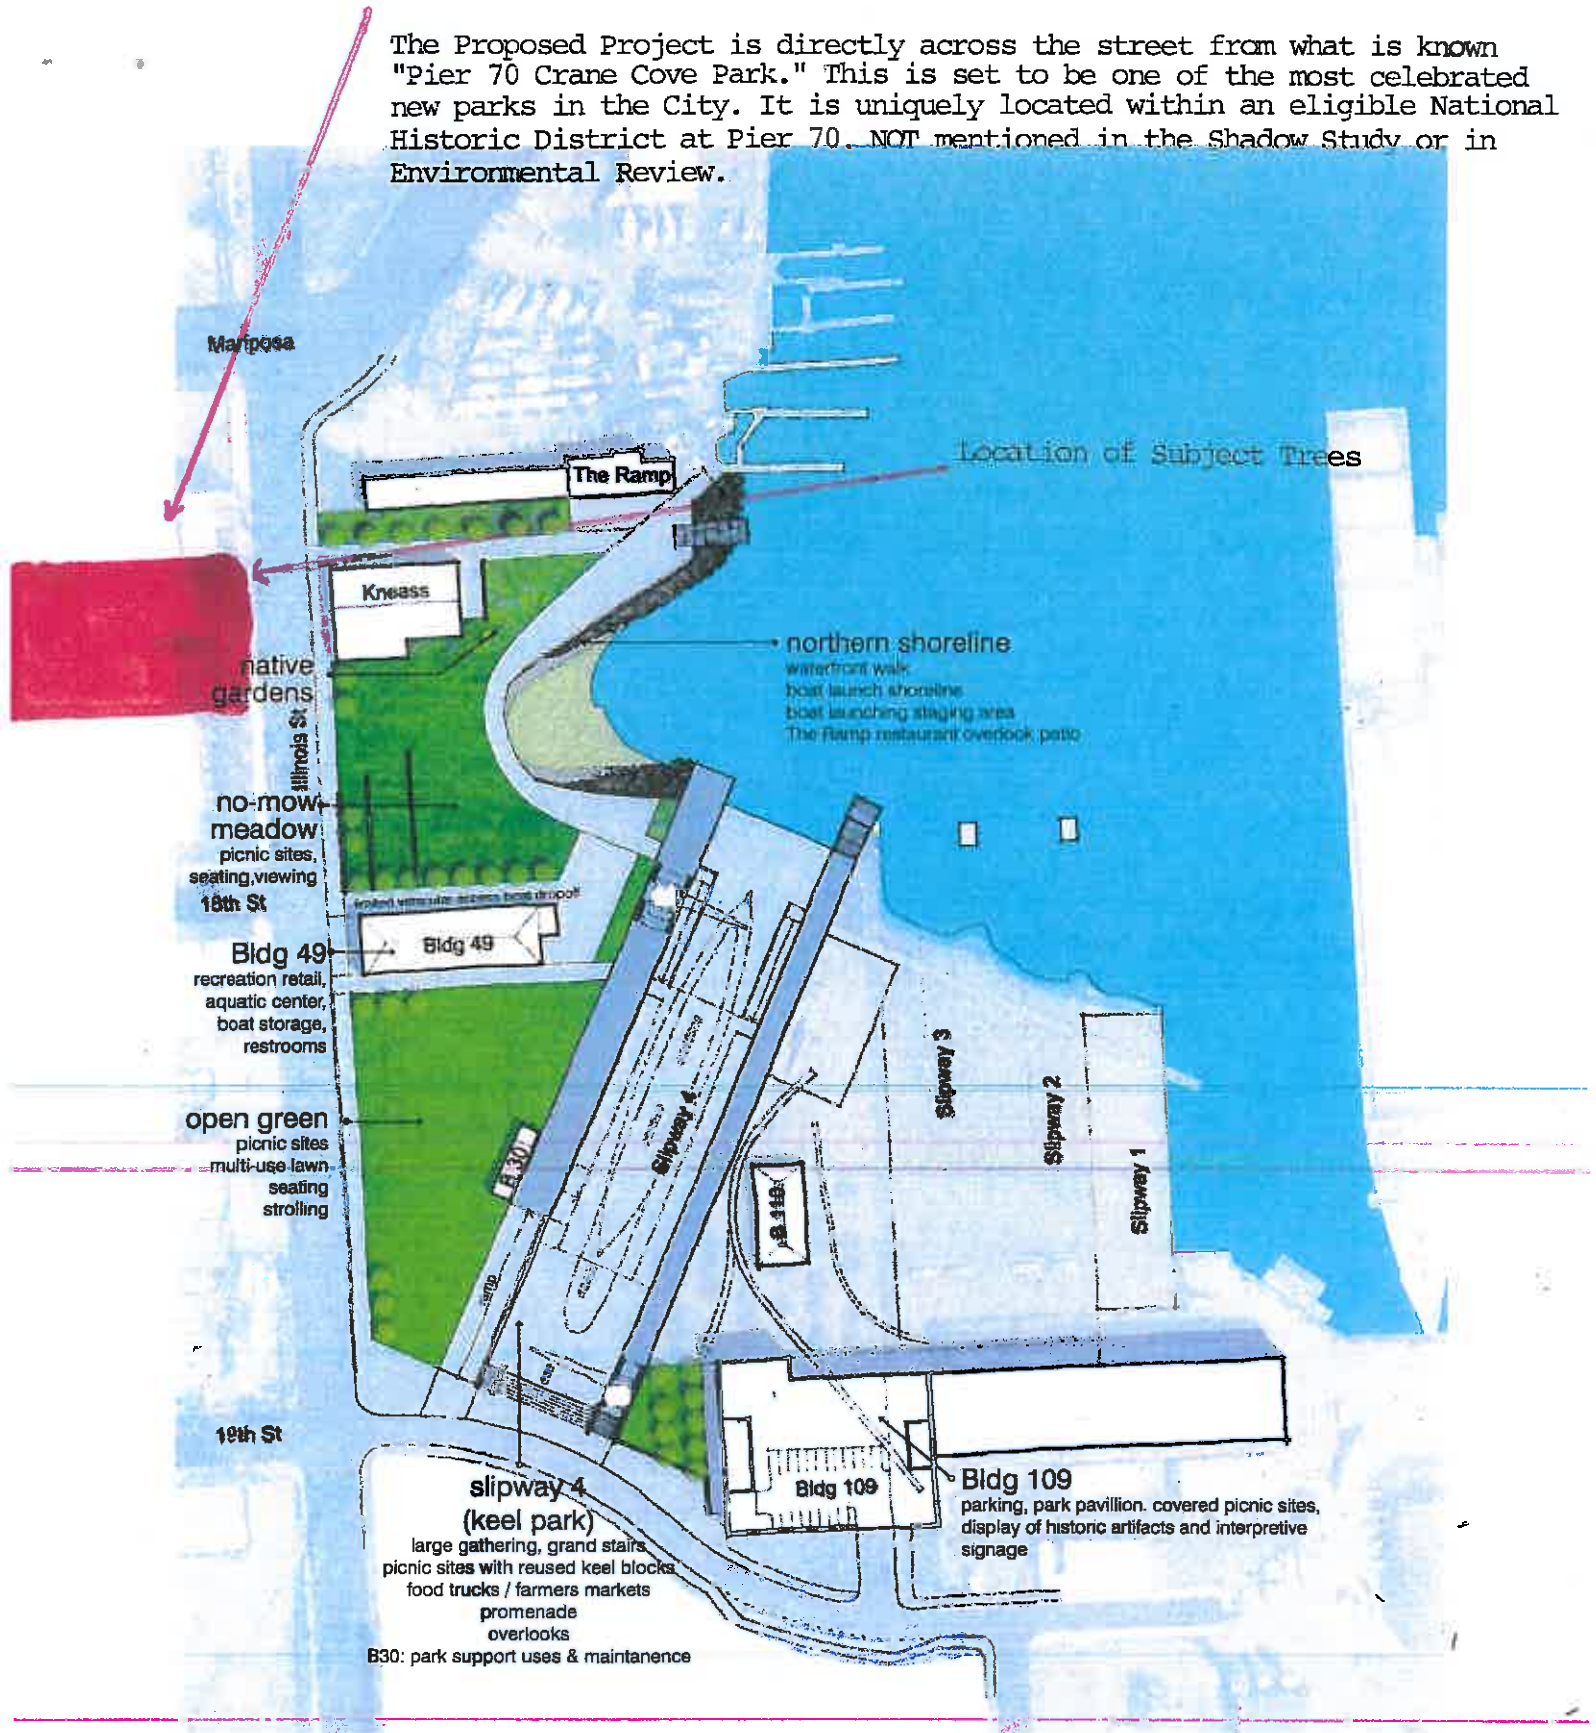 The Proposed Project is directly across the street from what is known
"Pier 70 Crane Cove Park." This is set to be one of the most celebrated
new parks in the City. It is uniquely located within an eligible National
Historic District at Pier 70. NOT mentioned in the Shadow Study or in
Environmental Review.
Mariposa
The Ramp
Location of Subject Trees
Kneass
native
gardens
Illinois St
northern shoreline
waterfront walk
boat launch shoreline
boat launching staging area
The Ramp restaurant overlook patio
no-mow
meadow
picnic sites,
seating,viewing
18th St
limited vehicular access boat dropoff
Bldg 49
Bldg 49
recreation retail,
aquatic center,
boat storage,
restrooms
open green
picnic sites
multi-use lawn
seating
strolling
B 30
Slipway 4
ramp
Slipway 3
Slipway 2
Slipway 1
B 110
19th St
slipway 4
(keel park)
large gathering, grand stairs
picnic sites with reused keel blocks
food trucks / farmers markets
promenade
overlooks
B30: park support uses & maintanence
Bldg 109
Bldg 109
parking, park pavillion. covered picnic sites,
display of historic artifacts and interpretive
signage